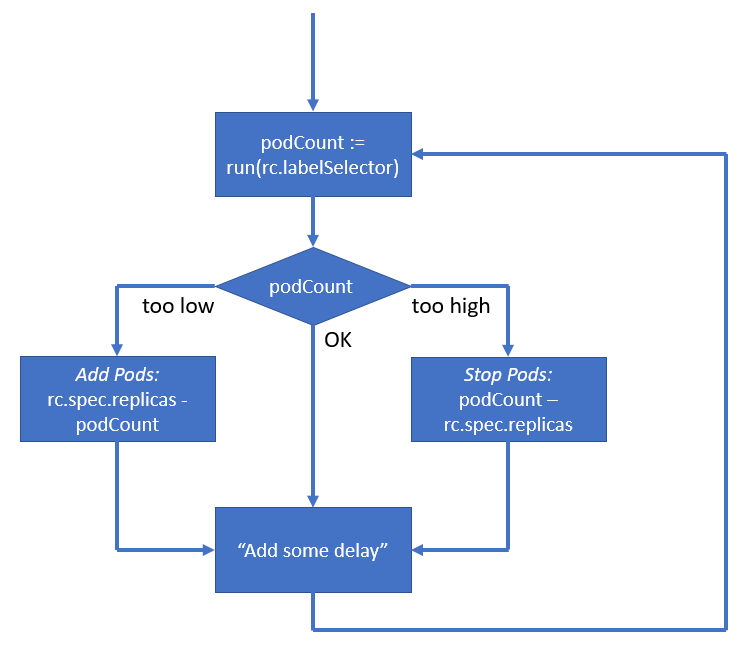 podCount :=
run(rc.labelSelector)
podCount
too low
too high
OK
Add Pods:
rc.spec.replicas -
podCount
Stop Pods:
podCount –
rc.spec.replicas
“Add some delay”